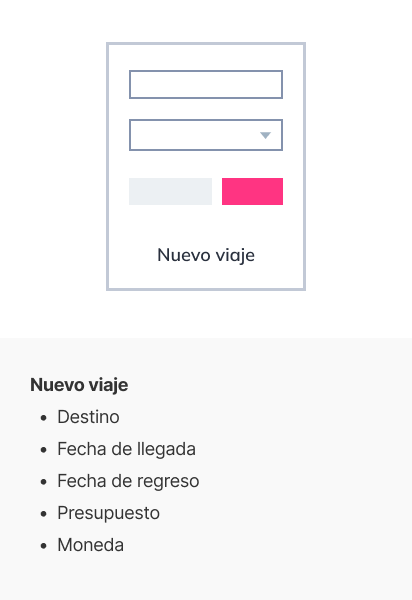 Nuevo viaje
Nuevo viaje
• Destino
• Fecha de llegada
• Fecha de regreso
• Presupuesto
• Moneda